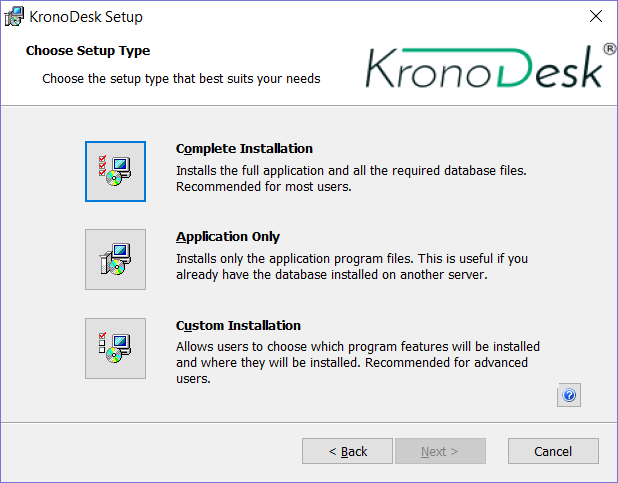 KronoDesk Setup
Choose Setup Type
Choose the setup type that best suits your needs
KronoDesk®
Complete Installation
Installs the full application and all the required database files.
Recommended for most users.
Application Only
Installs only the application program files. This is useful if you
already have the database installed on another server.
Custom Installation
Allows users to choose which program features will be installed
and where they will be installed. Recommended for advanced
users.
?
< Back
Next >
Cancel